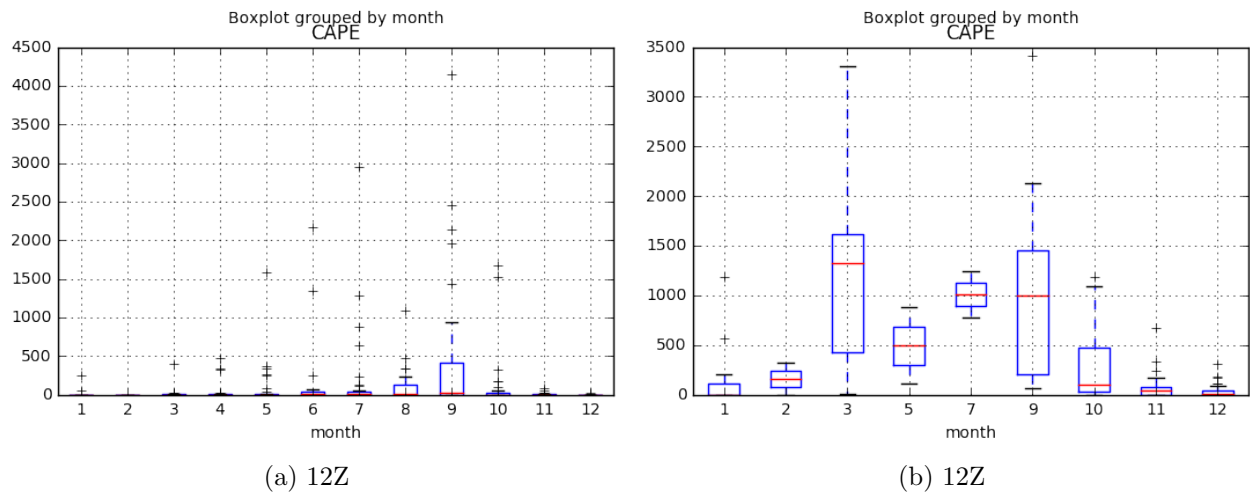 Boxplot grouped by month
CAPE
4500
4000
3500
3000
2500
2000
1500
1000
500
0
1 2 3 4 5 6 7 8 9 10 11 12
month
(a) 12Z
Boxplot grouped by month
CAPE
3500
3000
2500
2000
1500
1000
500
0
1 2 3 5 7 9 10 11 12
month
(b) 12Z